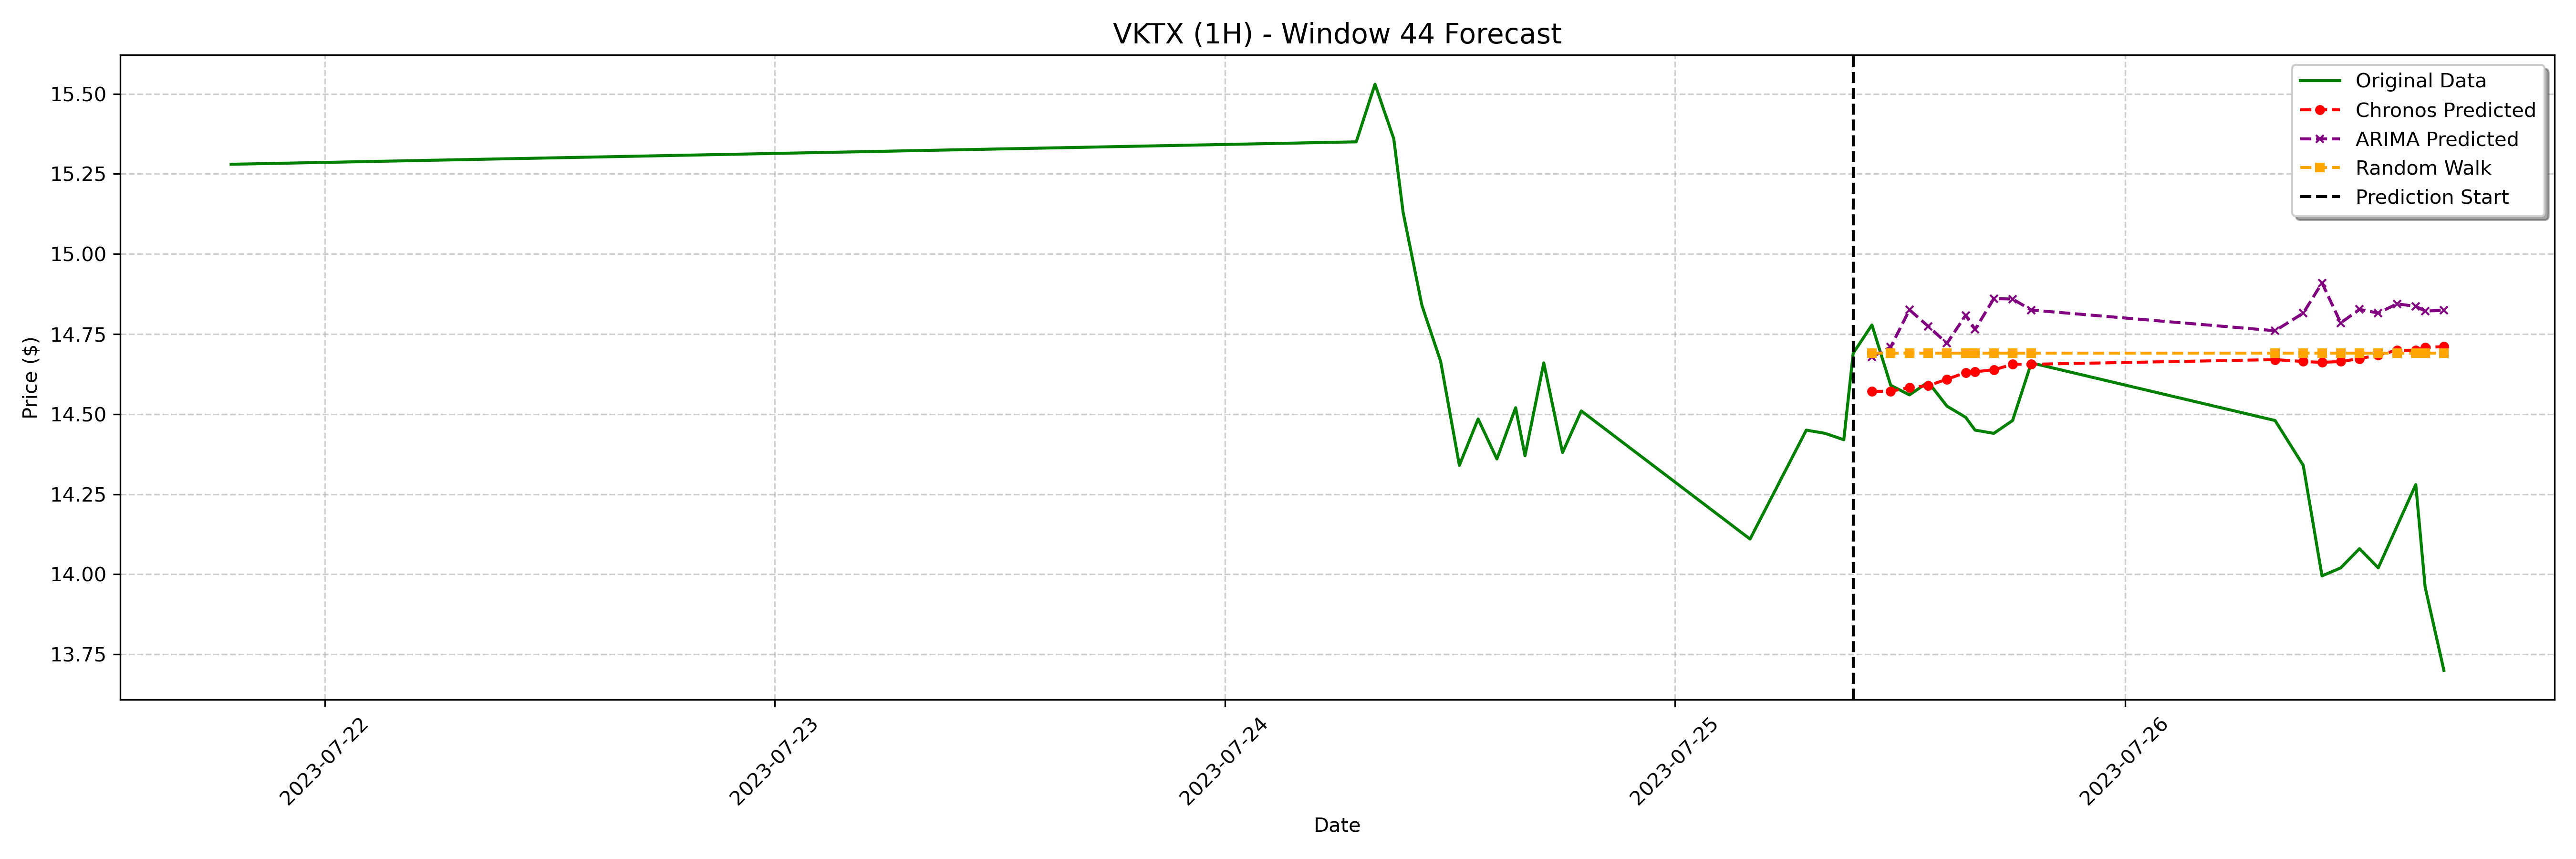 VKTX (1H) - Window 44 Forecast
Original Data
Chronos Predicted
ARIMA Predicted
Random Walk
Prediction Start
Price ($)
15.50
15.25
15.00
14.75
14.50
14.25
14.00
13.75
2023-07-22
2023-07-23
2023-07-24
2023-07-25
2023-07-26
Date